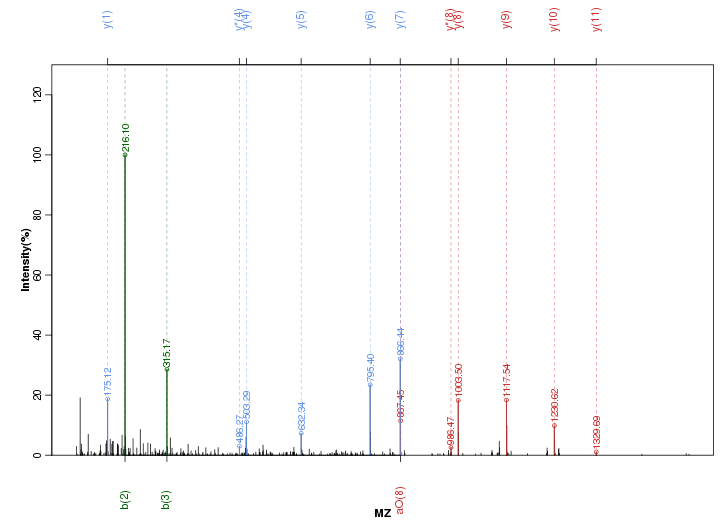 y(1)
y*(4)
y(4)
y(5)
y(6)
y(7)
y*(8)
y(8)
y(9)
y(10)
y(11)
Intensity(%)
120
100
80
60
40
20
0
175.12
216.10
315.17
486.27
503.29
632.34
795.40
866.44
867.45
986.47
1003.50
1117.54
1230.62
1329.69
b(2)
b(3)
aO(8)
MZ